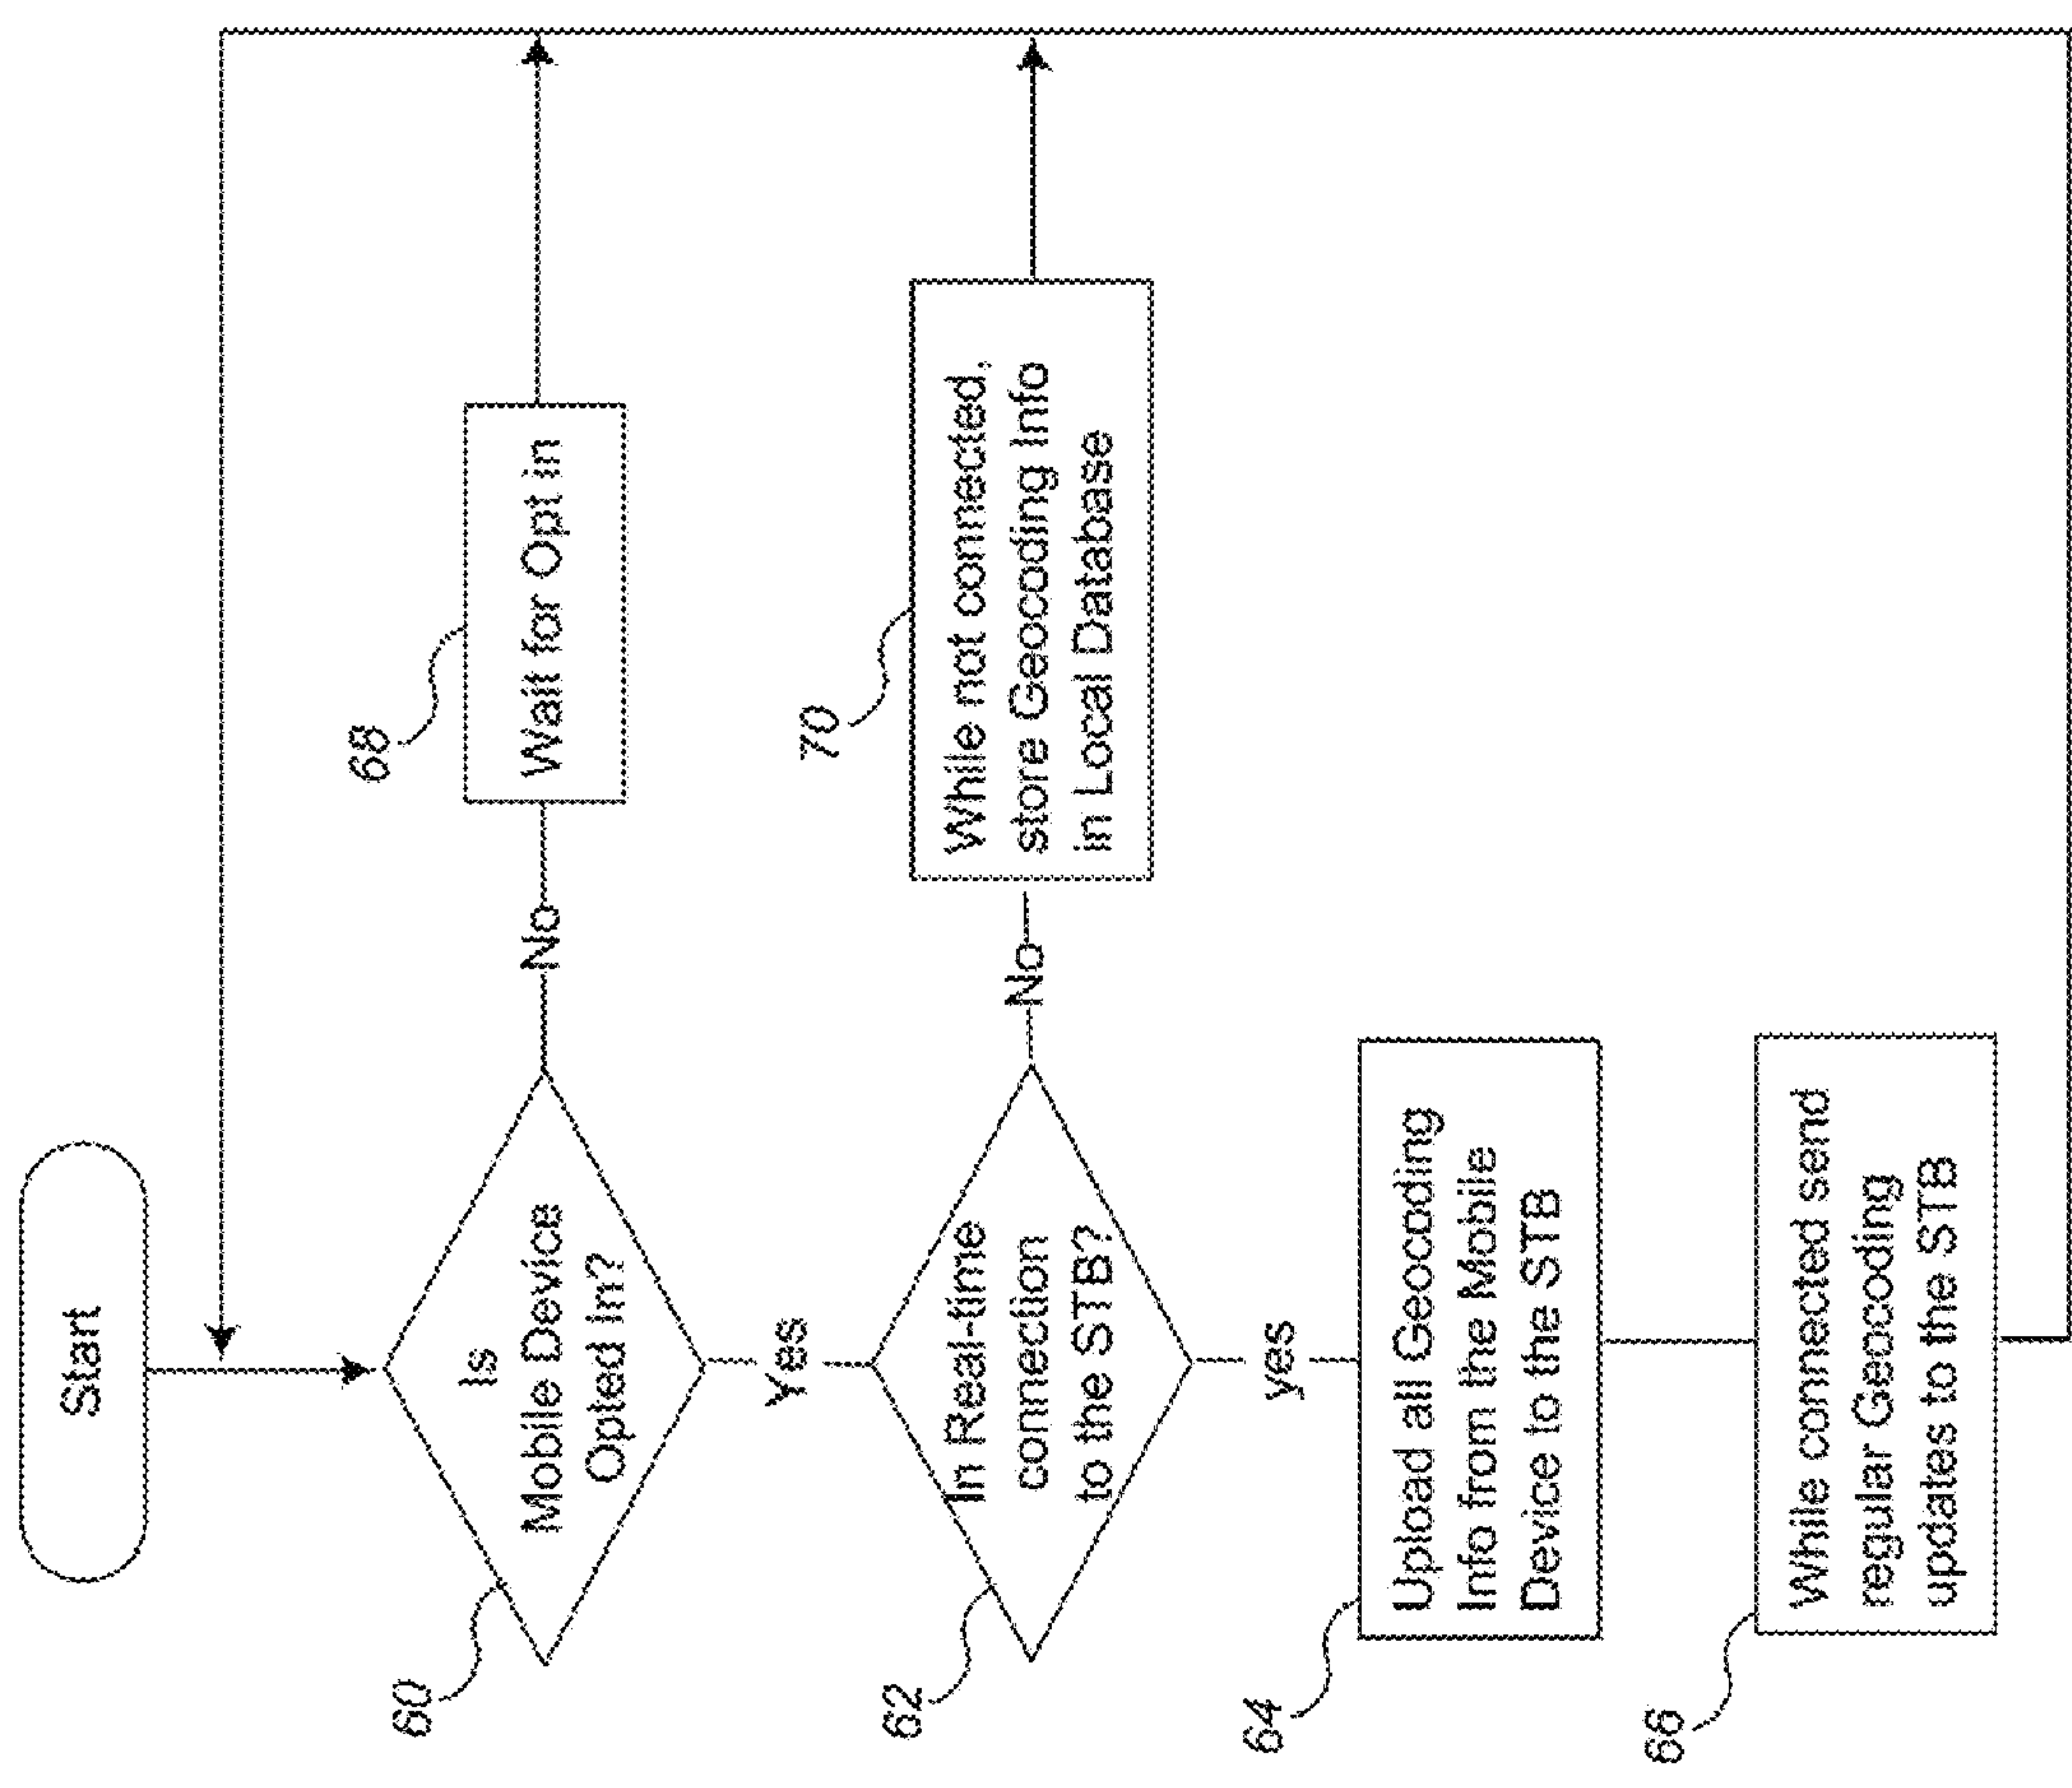 Start
60
Is
Mobile Device
Opted In?
No
68
Wait for Opt in
Yes
62
In Real-time
connection
to the STB?
No
70
While not connected,
store Geocoding Info
in Local Database
yes
64
Upload all Geocoding
Info from the Mobile
Device to the STB
66
While connected send
regular Geocoding
updates to the STB